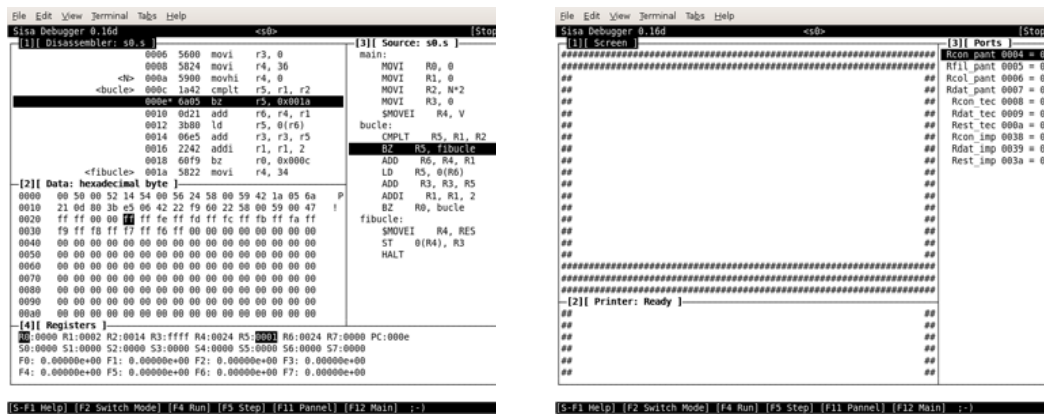 File Edit View Terminal Tabs Help
Sisa Debugger 0.16d <s0> [Stop
[1][ Disassembler: s0.s ]
0006 5600 movi r3, 0
0008 5824 movi r4, 36
<N> 000a 5900 movhi r4, 0
<bucle> 000c 1a42 cmplt r5, r1, r2
000e* 6a05 bz r5, 0x001a
0010 0d21 add r6, r4, r1
0012 3b80 ld r5, 0(r6)
0014 06e5 add r3, r3, r5
0016 2242 addi r1, r1, 2
0018 60f9 bz r0, 0x000c
<fibucle> 001a 5822 movi r4, 34
[2][ Data: hexadecimal byte ]
0000 00 50 00 52 14 54 00 56 24 58 00 59 42 1a 05 6a P
0010 21 0d 80 3b e5 06 42 22 f9 60 22 58 00 59 00 47 !
0020 ff ff 00 00 ff ff fe ff fd ff fc ff fb ff fa ff
0030 f9 ff f8 ff f7 ff f6 ff 00 00 00 00 00 00 00 00
0040 00 00 00 00 00 00 00 00 00 00 00 00 00 00 00 00
0050 00 00 00 00 00 00 00 00 00 00 00 00 00 00 00 00
0060 00 00 00 00 00 00 00 00 00 00 00 00 00 00 00 00
0070 00 00 00 00 00 00 00 00 00 00 00 00 00 00 00 00
0080 00 00 00 00 00 00 00 00 00 00 00 00 00 00 00 00
0090 00 00 00 00 00 00 00 00 00 00 00 00 00 00 00 00
00a0 00 00 00 00 00 00 00 00 00 00 00 00 00 00 00 00
[3][ Source: s0.s ]
main:
MOVI R0, 0
MOVI R1, 0
MOVI R2, N*2
MOVI R3, 0
$MOVEI R4, V
bucle:
CMPLT R5, R1, R2
BZ R5, fibucle
ADD R6, R4, R1
LD R5, 0(R6)
ADD R3, R3, R5
ADDI R1, R1, 2
BZ R0, bucle
fibucle:
$MOVEI R4, RES
ST 0(R4), R3
HALT
[4][ Registers ]
R0:0000 R1:0002 R2:0014 R3:ffff R4:0024 R5:0001 R6:0024 R7:0000 PC:000e
S0:0000 S1:0000 S2:0000 S3:0000 S4:0000 S5:0000 S6:0000 S7:0000
F0: 0.00000e+00 F1: 0.00000e+00 F2: 0.00000e+00 F3: 0.00000e+00
F4: 0.00000e+00 F5: 0.00000e+00 F6: 0.00000e+00 F7: 0.00000e+00
[S-F1 Help] [F2 Switch Mode] [F4 Run] [F5 Step] [F11 Pannel] [F12 Main] ;-)
File Edit View Terminal Tabs Help
Sisa Debugger 0.16d <s0> [Stop
[1][ Screen ]
[3][ Ports ]
Rcon_pant 0004 = 0
Rfil_pant 0005 = 0
Rcol_pant 0006 = 0
Rdat_pant 0007 = 0
Rcon_tec 0008 = 0
Rdat_tec 0009 = 0
Rest_tec 000a = 0
Rcon_imp 0038 = 0
Rdat_imp 0039 = 0
Rest_imp 003a = 0
[2][ Printer: Ready ]
[S-F1 Help] [F2 Switch Mode] [F4 Run] [F5 Step] [F11 Pannel] [F12 Main] ;-)